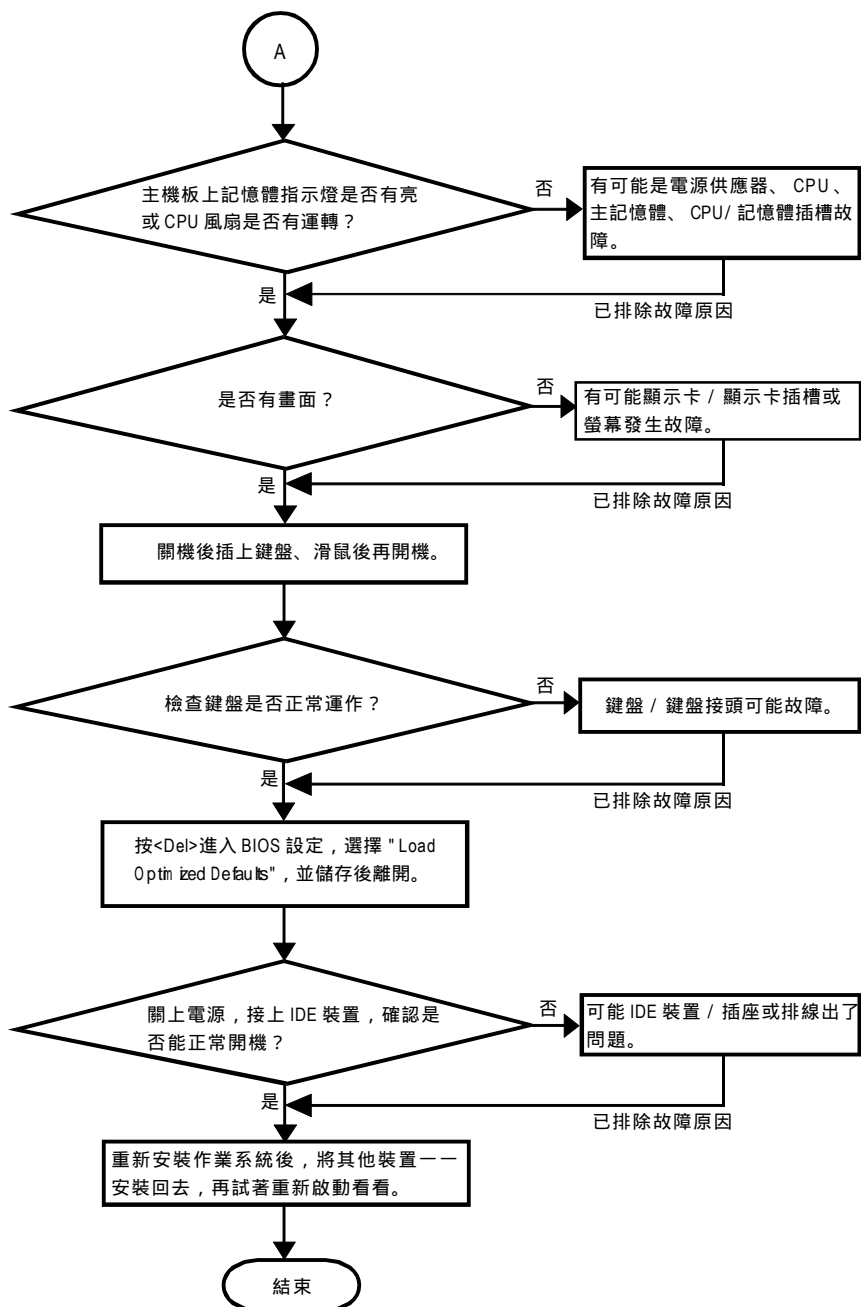 A
主機板上記憶體指示燈是否有亮
或 CPU 風扇是否有運轉？
否
有可能是電源供應器、 CPU 、
主記憶體、 CPU/ 記憶體插槽故
障。
是
已排除故障原因
是否有畫面？
否
有可能顯示卡 / 顯示卡插槽或
螢幕發生故障。
是
已排除故障原因
關機後插上鍵盤、滑鼠後再開機。
檢查鍵盤是否正常運作？
否
鍵盤 / 鍵盤接頭可能故障。
是
已排除故障原因
按<Del>進入 BIOS 設定，選擇 "Load
Optimized Defaults"，並儲存後離開。
關上電源，接上 IDE 裝置，確認是
否能正常開機？
否
可能 IDE 裝置 / 插座或排線出了
問題。
是
已排除故障原因
重新安裝作業系統後，將其他裝置一一
安裝回去，再試著重新啟動看看。
結束